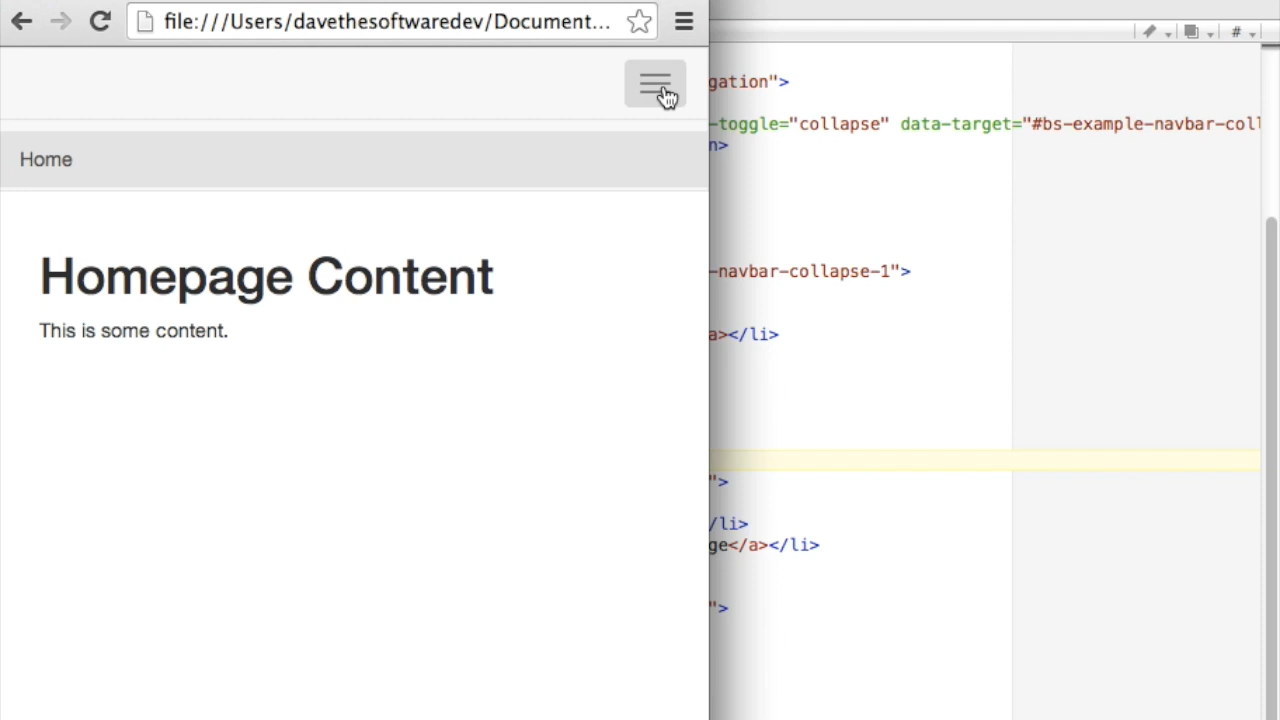 file:///Users/davethesoftwaredev/Document...
#
Home
Homepage Content
This is some content.
gation">
-toggle="collapse" data-target="#bs-example-navbar-coll
n>
-navbar-collapse-1">
a></li>
">
/li>
ge</a></li>
">